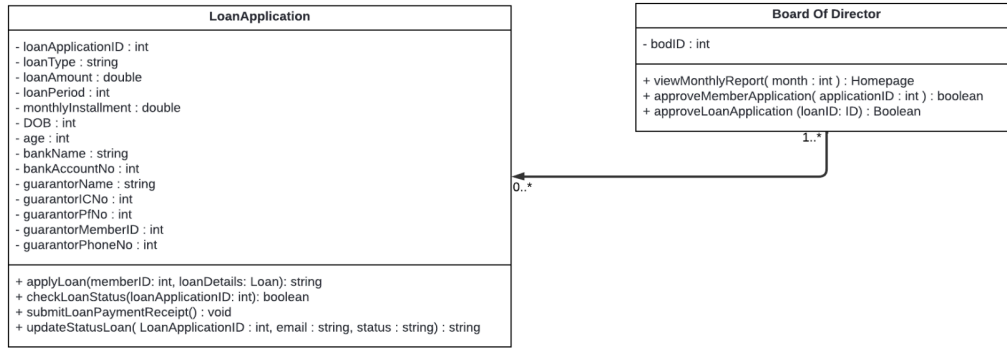 LoanApplication
- loanApplicationID : int
- loanType : string
- loanAmount : double
- loanPeriod : int
- monthlyInstallment : double
- DOB : int
- age : int
- bankName : string
- bankAccountNo : int
- guarantorName : string
- guarantorICNo : int
- guarantorPfNo : int
- guarantorMemberID : int
- guarantorPhoneNo : int
+ applyLoan(memberID: int, loanDetails: Loan): string
+ checkLoanStatus(loanApplicationID: int): boolean
+ submitLoanPaymentReceipt() : void
+ updateStatusLoan( LoanApplicationID : int, email : string, status : string) : string
Board Of Director
- bodID : int
+ viewMonthlyReport( month : int ) : Homepage
+ approveMemberApplication( applicationID : int ) : boolean
+ approveLoanApplication (loanID: ID) : Boolean
1..*
0..*